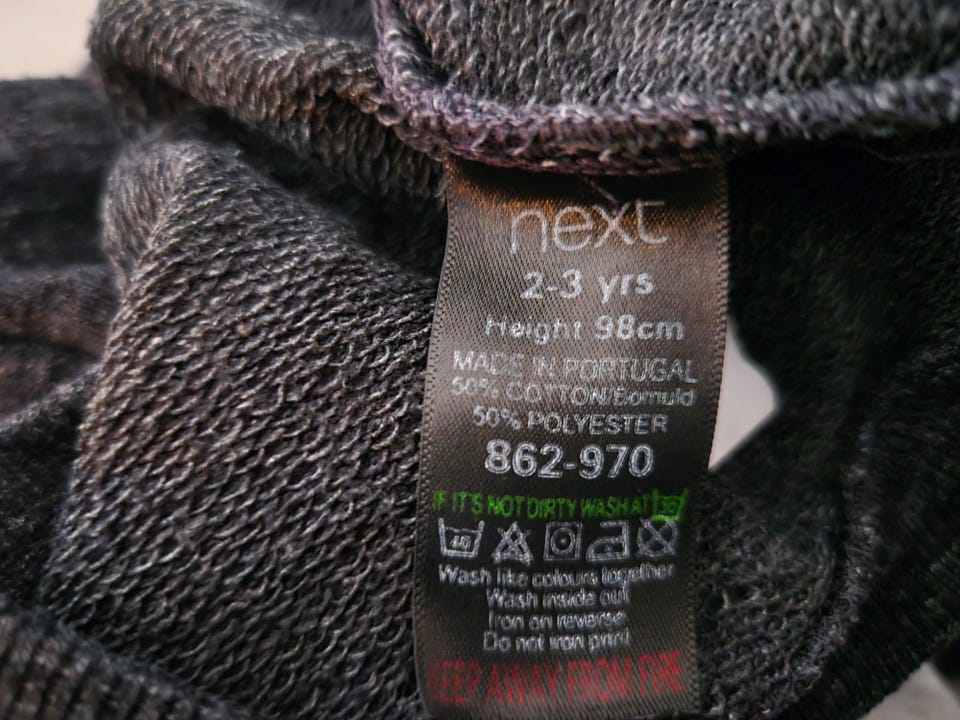 next
2-3 yrs
Height 98cm
MADE IN PORTUGAL
50% COTTON/Bomuld
50% POLYESTER
862-970
IF IT'S NOT DIRTY WASH AT 30
40
Wash like colours together
Wash inside out
Iron on reverse
Do not iron print
KEEP AWAY FROM FIRE